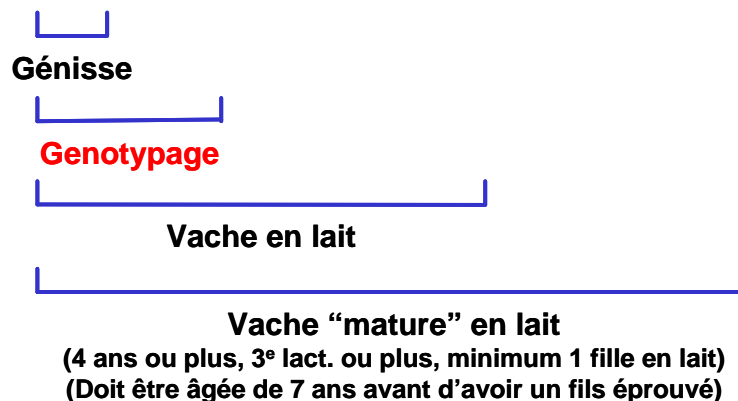 Génisse
Genotypage
Vache en lait
Vache “mature” en lait
(4 ans ou plus, 3ᵉ lact. ou plus, minimum 1 fille en lait)
(Doit être âgée de 7 ans avant d’avoir un fils éprouvé)